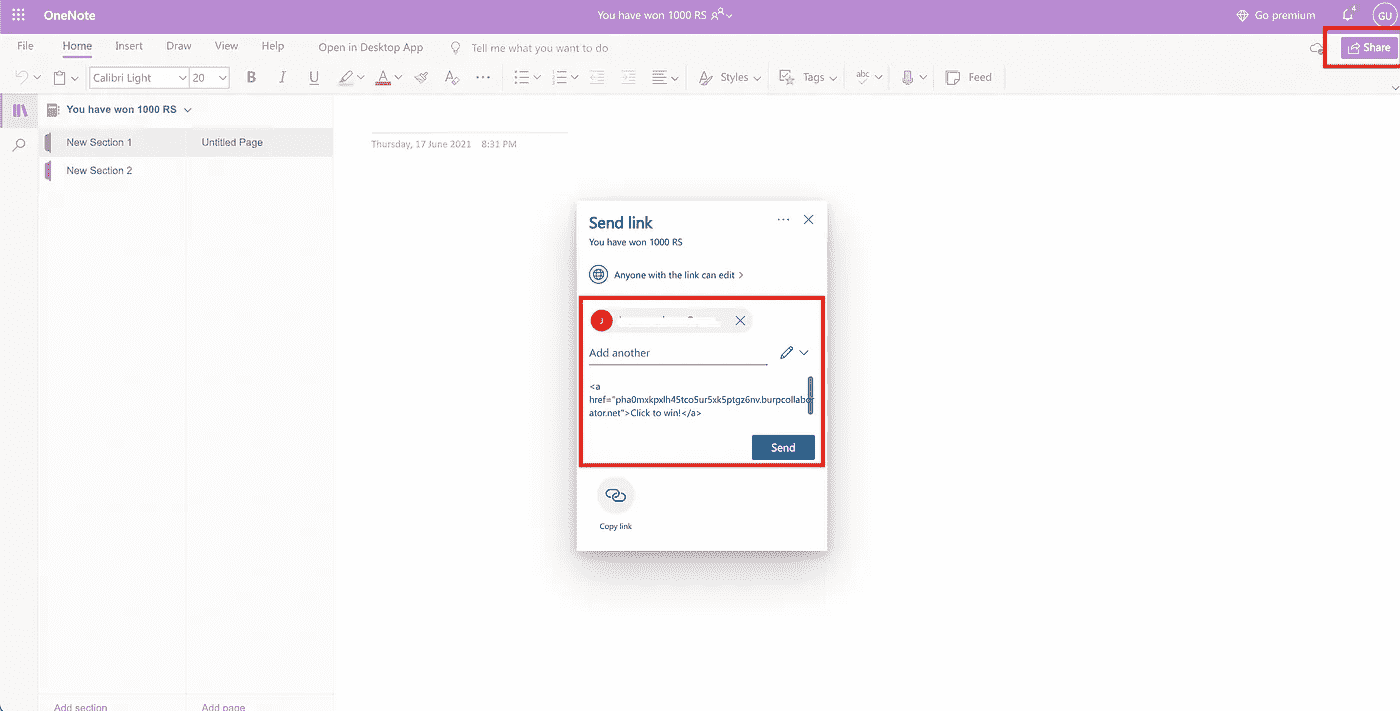 OneNote
You have won 1000 RS
Go premium
4
GU
File Home Insert Draw View Help Open in Desktop App Tell me what you want to do
Share
Calibri Light 20 B I U A A Styles Tags abc Feed
You have won 1000 RS
New Section 1 Untitled Page
New Section 2
Thursday, 17 June 2021 8:31 PM
Send link
You have won 1000 RS
Anyone with the link can edit >
J
Add another
<a
href="pha0mxkpxlh45tco5ur5xk5ptgz6nv.burpcollabor
ator.net">Click to win!</a>
Send
Copy link
Add section Add page